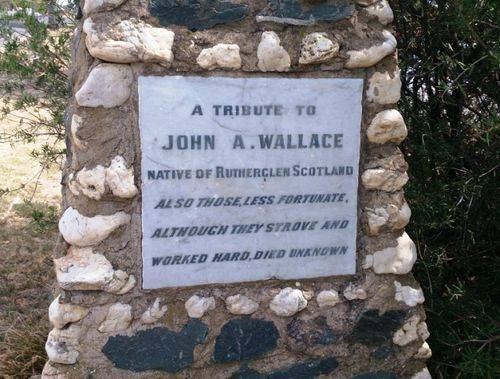 A TRIBUTE TO
JOHN A. WALLACE
NATIVE OF RUTHERGLEN SCOTLAND
ALSO THOSE, LESS FORTUNATE,
ALTHOUGH THEY STROVE AND
WORKED HARD, DIED UNKNOWN